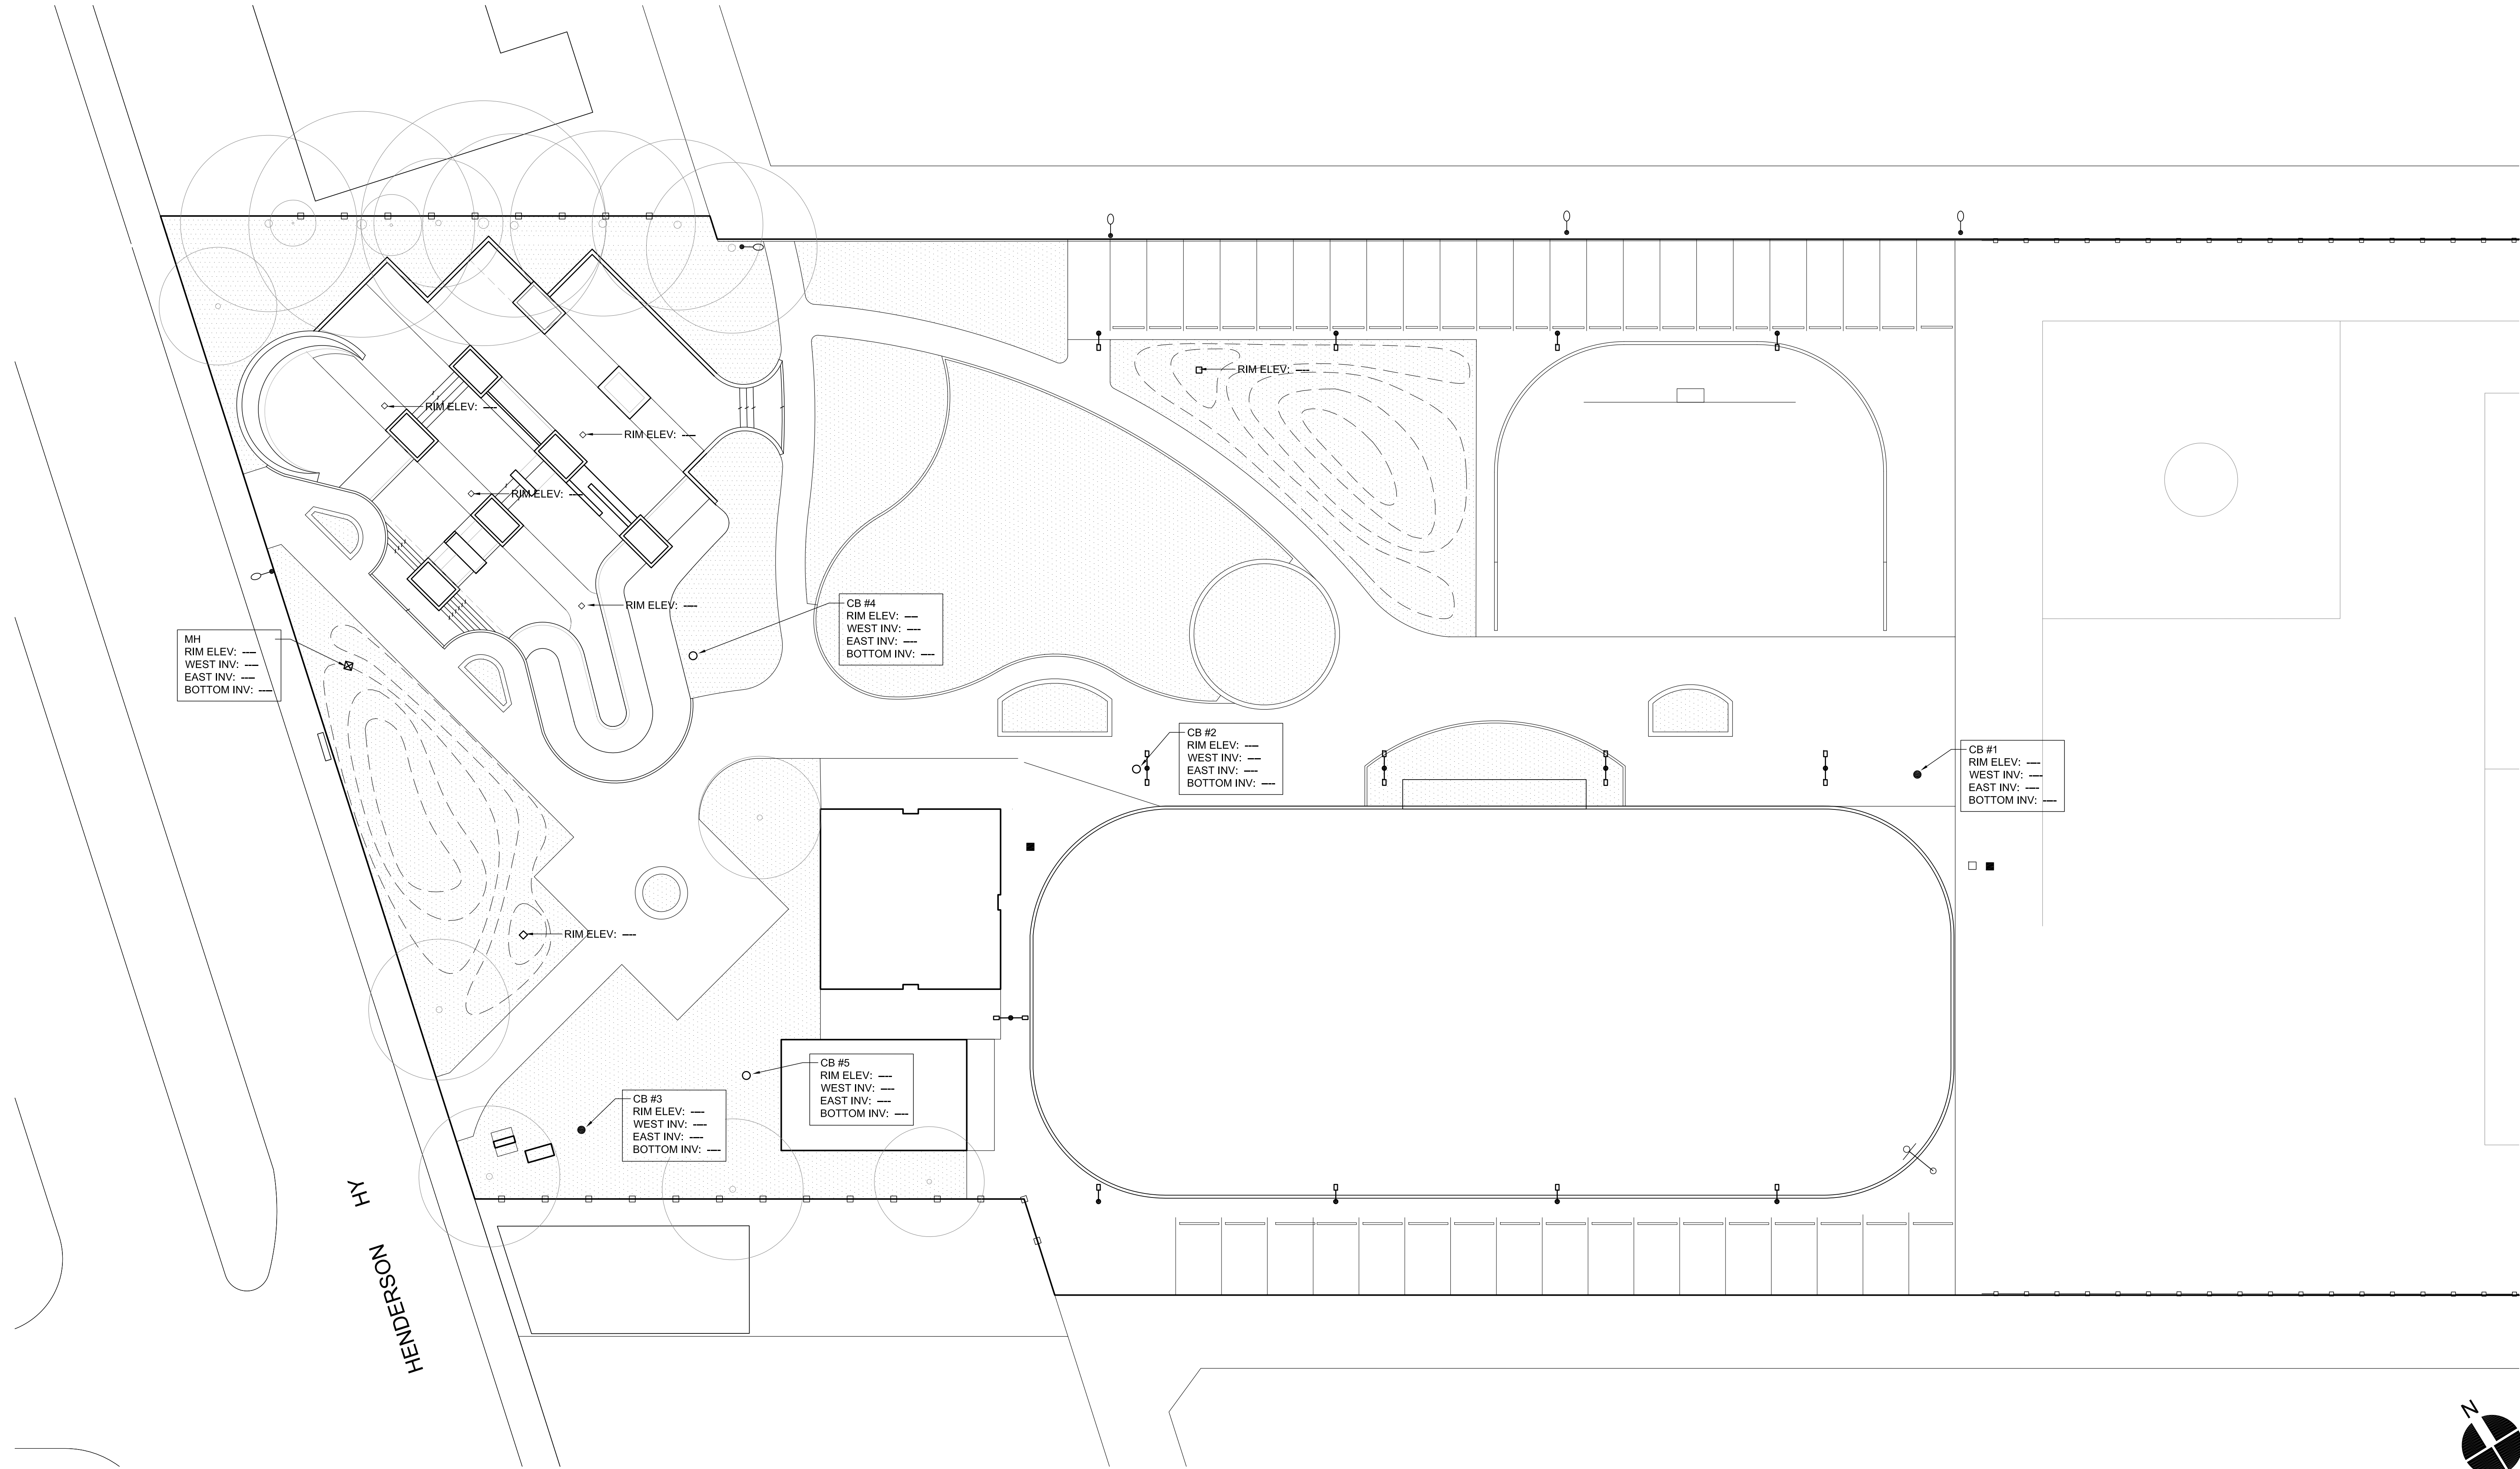 RIM ELEV: ----
RIM ELEV: ----
RIM ELEV: ----
RIM ELEV: ----
RIM ELEV: ----
CB #4
RIM ELEV: ----
WEST INV: ----
EAST INV: ----
BOTTOM INV: ----
MH
RIM ELEV: ----
WEST INV: ----
EAST INV: ----
BOTTOM INV: ----
CB #2
RIM ELEV: ----
WEST INV: ----
EAST INV: ----
BOTTOM INV: ----
CB #1
RIM ELEV: ----
WEST INV: ----
EAST INV: ----
BOTTOM INV: ----
RIM ELEV: ----
CB #5
RIM ELEV: ----
WEST INV: ----
EAST INV: ----
BOTTOM INV: ----
CB #3
RIM ELEV: ----
WEST INV: ----
EAST INV: ----
BOTTOM INV: ----
HENDERSON HY
N